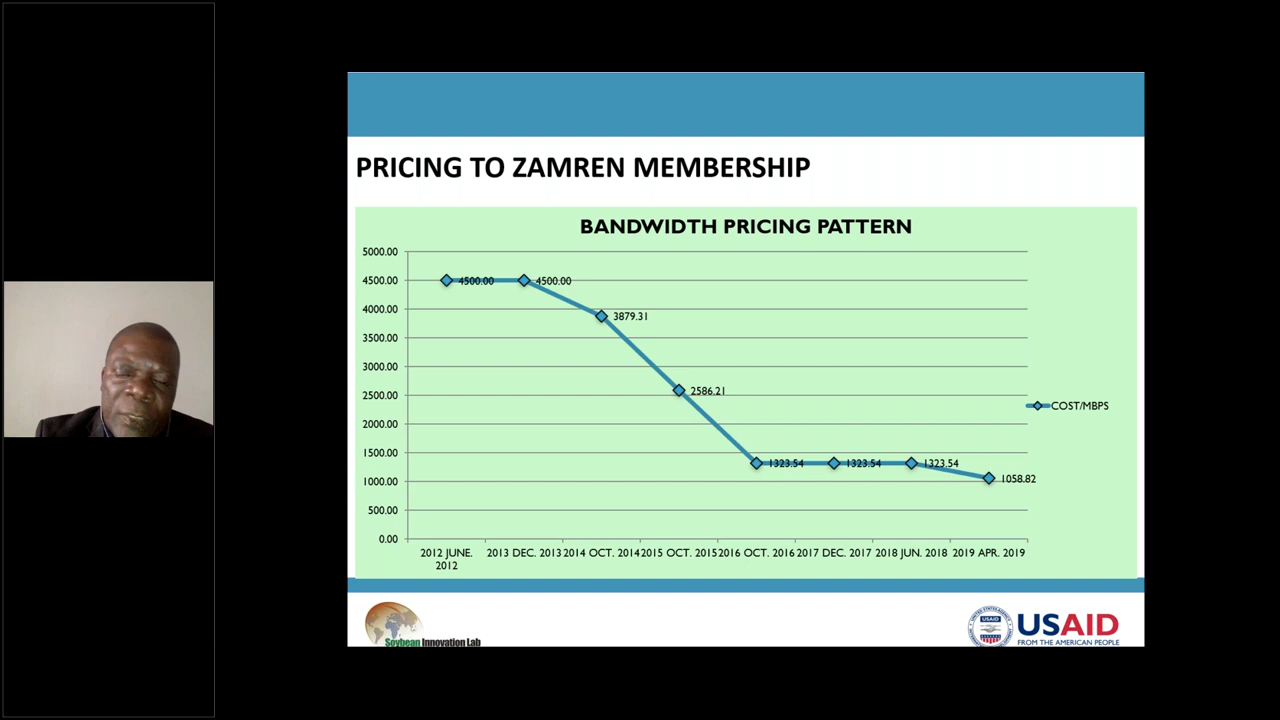 PRICING TO ZAMREN MEMBERSHIP
BANDWIDTH PRICING PATTERN
5000.00
4500.00
4000.00
3500.00
3000.00
2500.00
2000.00
1500.00
1000.00
500.00
0.00
4500.00
4500.00
3879.31
2586.21
1323.54
1323.54
1323.54
1058.82
COST/MBPS
2012 JUNE. 2012
2013 DEC. 2013
2014 OCT. 2014
2015 OCT. 2015
2016 OCT. 2016
2017 DEC. 2017
2018 JUN. 2018
2019 APR. 2019
Soybean Innovation Lab
USAID
USAID
FROM THE AMERICAN PEOPLE